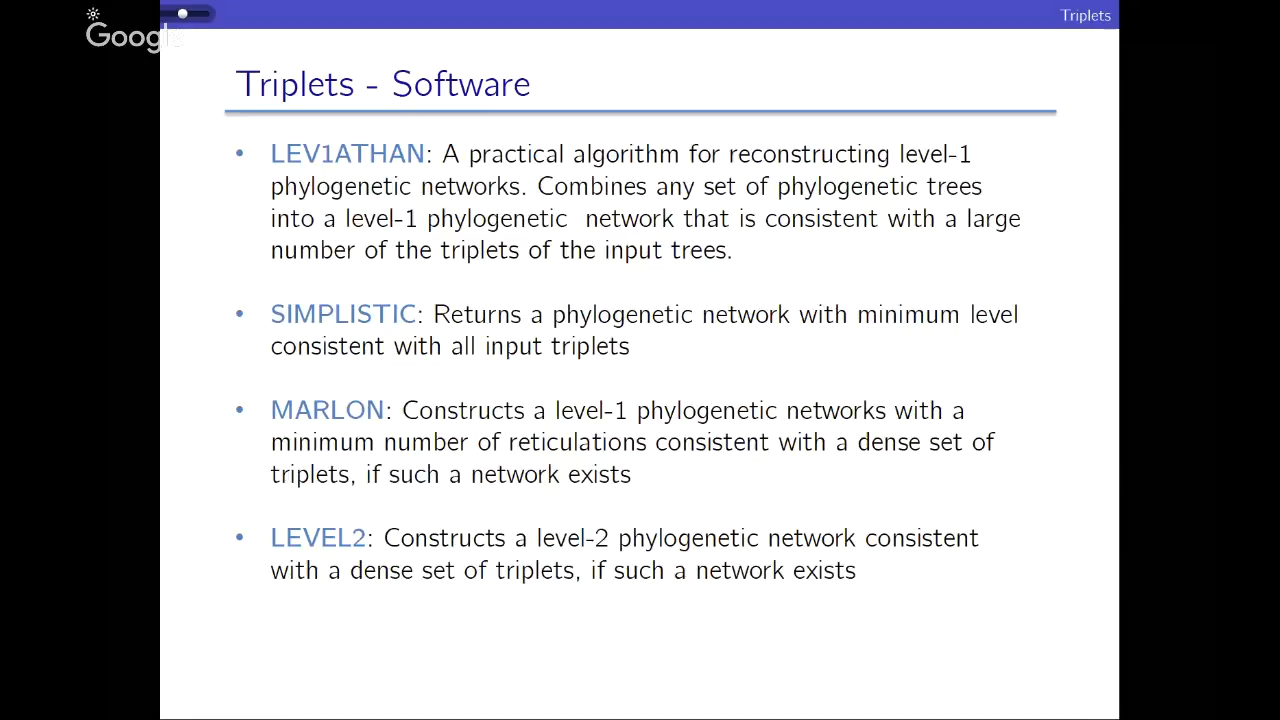 Triplets
Google
Triplets - Software
• LEV1ATHAN: A practical algorithm for reconstructing level-1
phylogenetic networks. Combines any set of phylogenetic trees
into a level-1 phylogenetic network that is consistent with a large
number of the triplets of the input trees.
• SIMPLISTIC: Returns a phylogenetic network with minimum level
consistent with all input triplets
• MARLON: Constructs a level-1 phylogenetic networks with a
minimum number of reticulations consistent with a dense set of
triplets, if such a network exists
• LEVEL2: Constructs a level-2 phylogenetic network consistent
with a dense set of triplets, if such a network exists